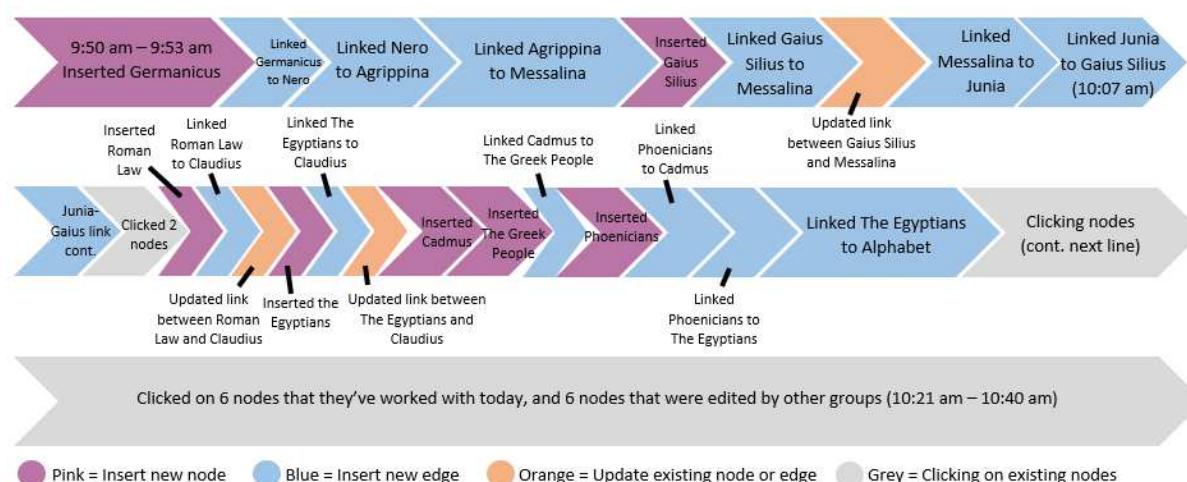 9:50 am – 9:53 am
Inserted Germanicus
Linked
Germanicus
to Nero
Linked Nero
to Agrippina
Linked Agrippina
to Messalina
Inserted
Gaius
Silius
Linked Gaius
Silius to
Messalina
Updated link
between Gaius Silius
and Messalina
Linked
Messalina to
Junia
Linked Junia
to Gaius Silius
(10:07 am)
Junia-
Gaius link
cont.
Clicked 2
nodes
Inserted
Roman
Law
Linked
Roman Law
to Claudius
Updated link
between Roman
Law and Claudius
Inserted the
Egyptians
Linked The
Egyptians to
Claudius
Updated link between
The Egyptians and
Claudius
Inserted
Cadmus
Inserted
The Greek
People
Linked Cadmus to
The Greek People
Inserted
Phoenicians
Linked
Phoenicians
to Cadmus
Linked
Phoenicians to
The Egyptians
Linked The Egyptians
to Alphabet
Clicking nodes
(cont. next line)
Clicked on 6 nodes that they’ve worked with today, and 6 nodes that were edited by other groups (10:21 am – 10:40 am)
Pink = Insert new node
Blue = Insert new edge
Orange = Update existing node or edge
Grey = Clicking on existing nodes